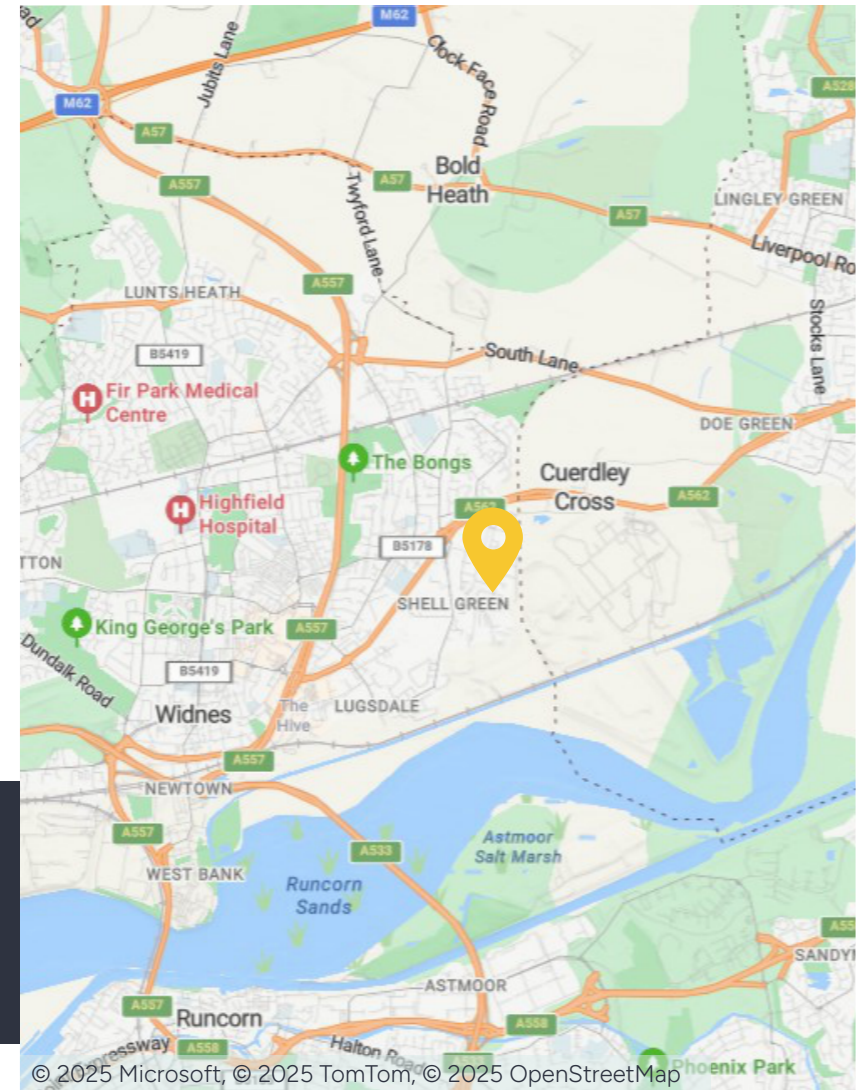 M62
Jubits Lane
Clock Face Road
M62
A57
A557
Twyford Lane
A57
Bold
Heath
A57
LINGLEY GREEN
Liverpool Ro
LUNTS HEATH
A557
B5419
South Lane
Stocks Lane
Fir Park Medical
Centre
DOE GREEN
The Bongs
Cuerdley
Cross
A562
Highfield
Hospital
B5178
TTON
SHELL GREEN
King George's Park
A557
Dundalk Road
B5419
Widnes
The
Hive
LUGSDALE
A557
NEWTOWN
A557
A533
Astmoor
Salt Marsh
WEST BANK
Runcorn
Sands
ASTMOOR
SANDY
A557
Runcorn
A558
A558
Halton Road
Phoenix Park
© 2025 Microsoft, © 2025 TomTom, © 2025 OpenStreetMap